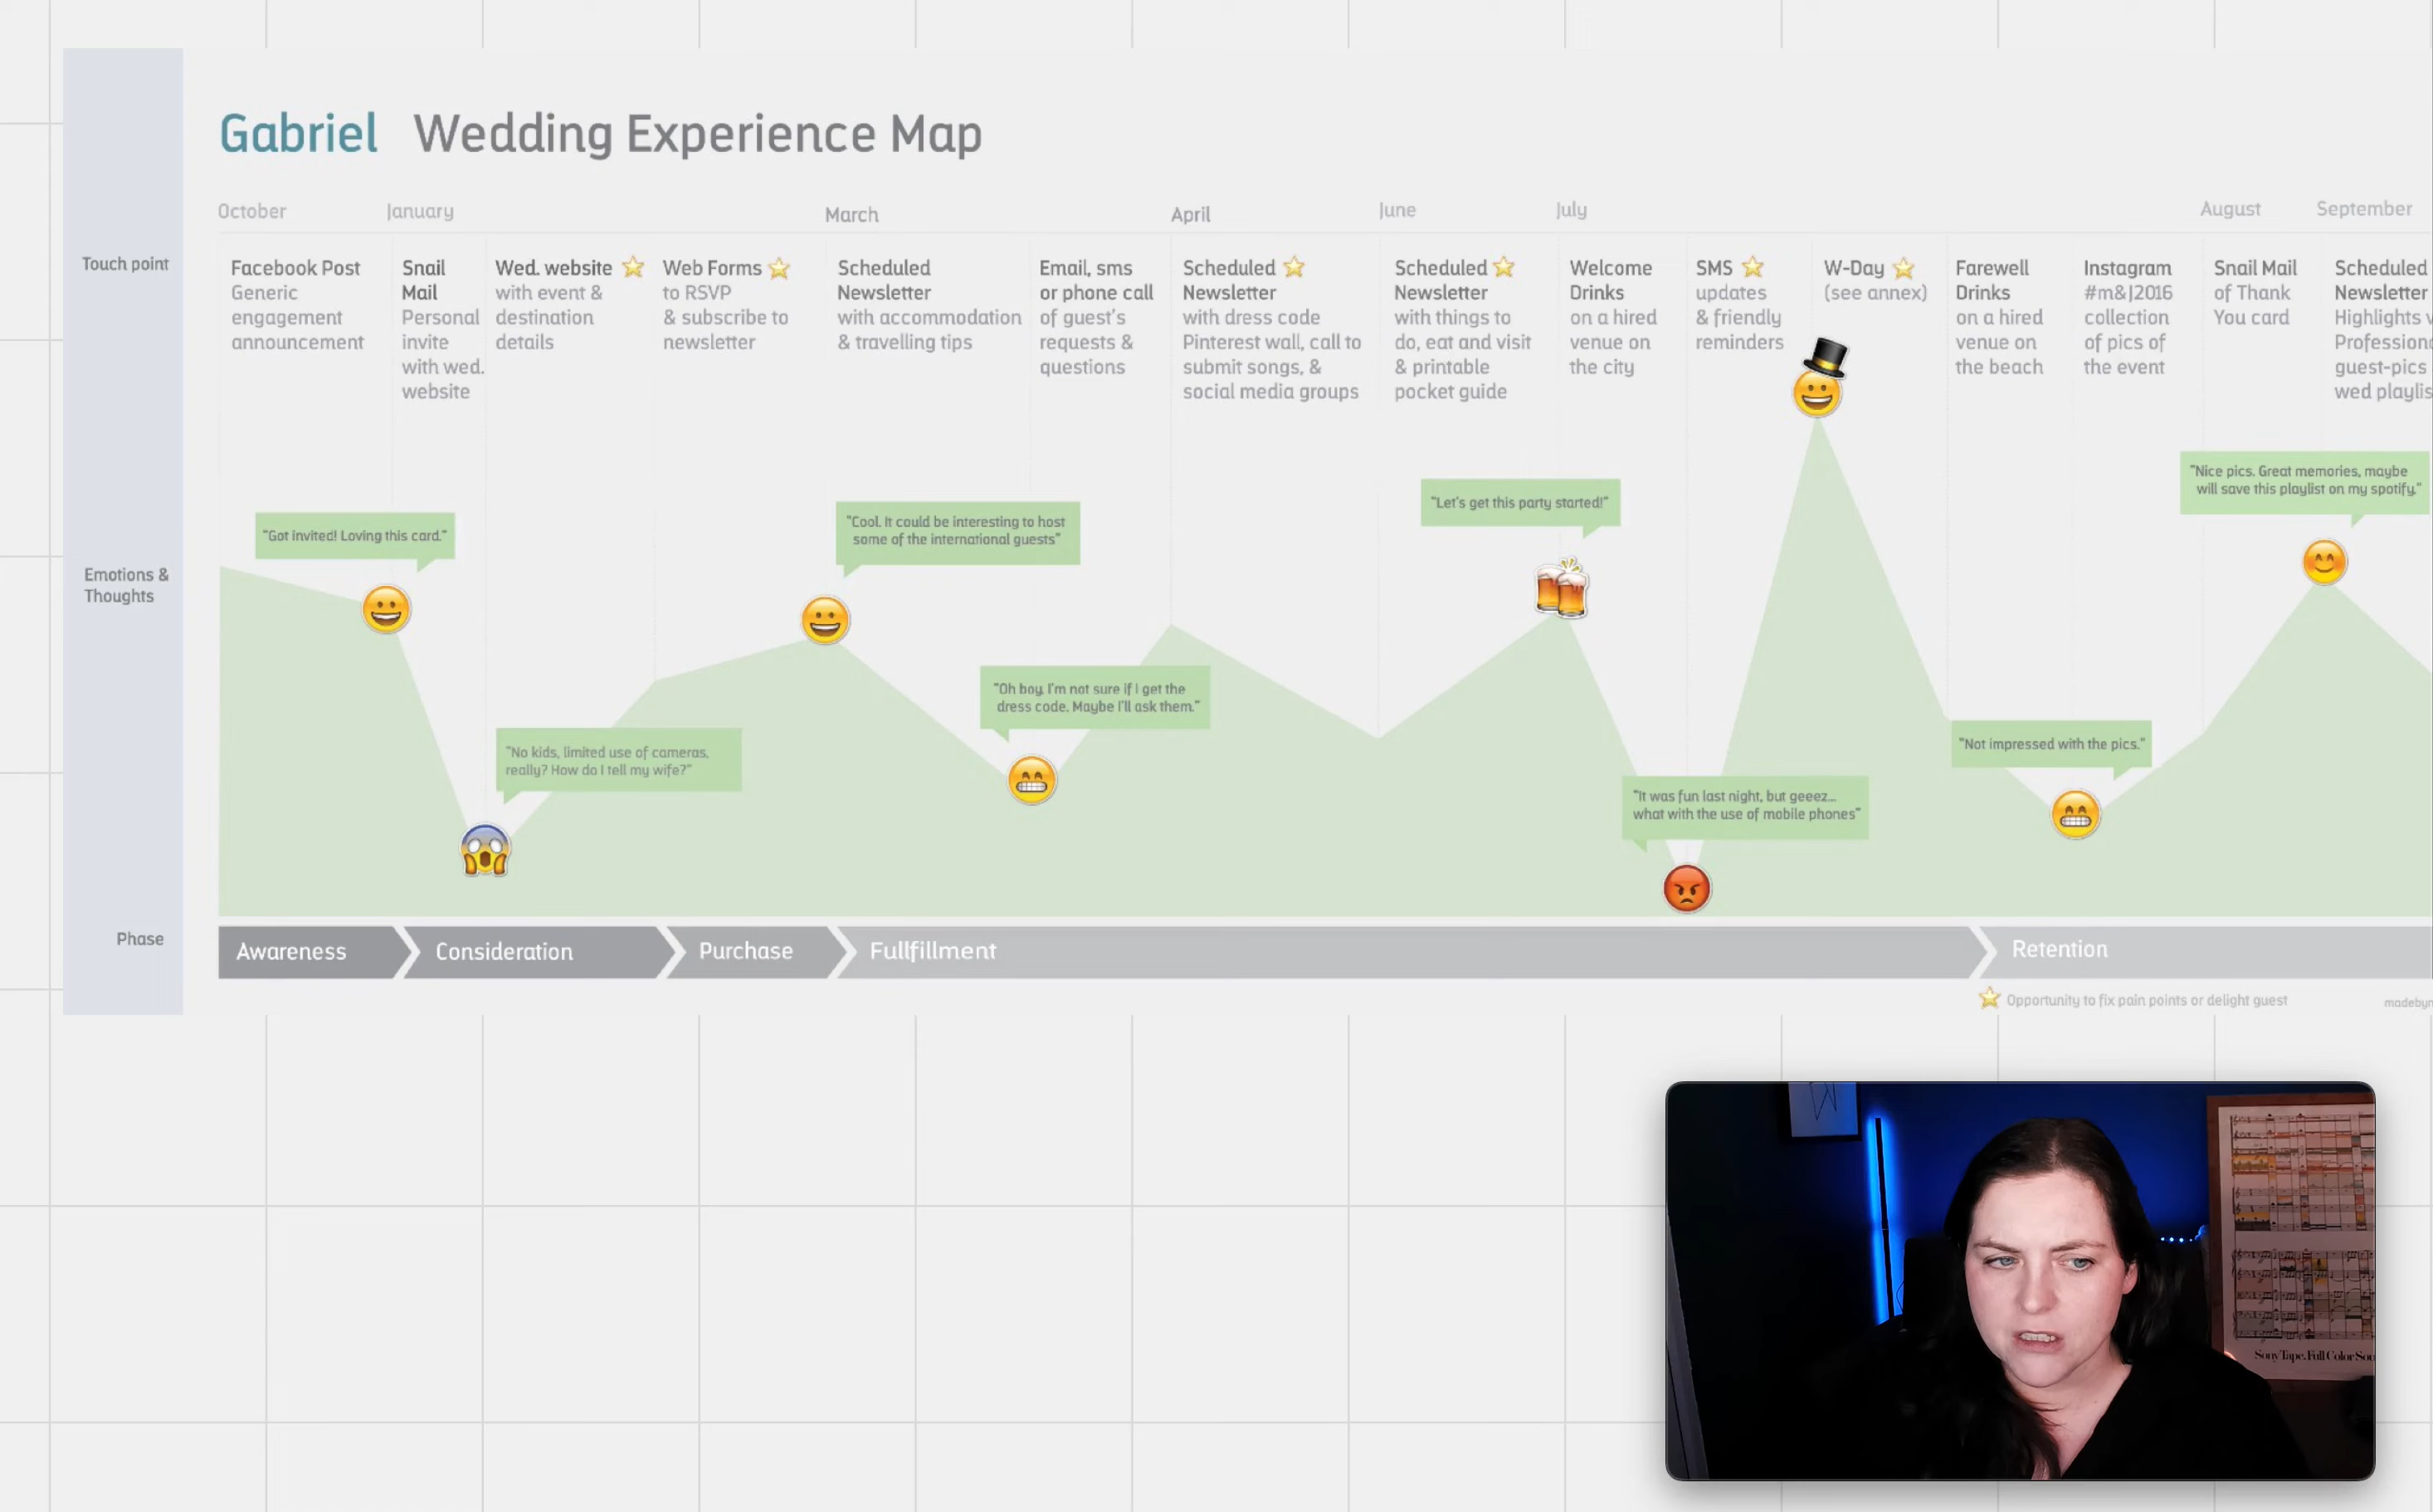 Gabriel Wedding Experience Map
October January March April June July August September
Touch point
Facebook Post
Generic
engagement
announcement
Snail
Mail
Personal
invite
with wed.
website
Wed. website
with event &
destination
details
Web Forms
to RSVP
& subscribe to
newsletter
Scheduled
Newsletter
with accommodation
& travelling tips
Email, sms
or phone call
of guest's
requests &
questions
Scheduled
Newsletter
with dress code
Pinterest wall, call to
submit songs, &
social media groups
Scheduled
Newsletter
with things to
do, eat and visit
& printable
pocket guide
Welcome
Drinks
on a hired
venue on
the city
SMS
updates
& friendly
reminders
W-Day
(see annex)
Farewell
Drinks
on a hired
venue on
the beach
Instagram
#m&J2016
collection
of pics of
the event
Snail Mail
of Thank
You card
Scheduled
Newsletter
Highlights
Profession
guest-pics
wed playlis
Emotions &
Thoughts
"Got invited! Loving this card."
"No kids, limited use of cameras,
really? How do I tell my wife?"
"Cool. It could be interesting to host
some of the international guests"
"Oh boy. I'm not sure if I get the
dress code. Maybe I'll ask them."
"Let's get this party started!"
"It was fun last night, but geeez...
what with the use of mobile phones"
"Not impressed with the pics."
"Nice pics. Great memories, maybe
will save this playlist on my spotify."
Phase
Awareness
Consideration
Purchase
Fullfillment
Retention
Opportunity to fix pain points or delight guest
Sony Tape. Full Color Sou